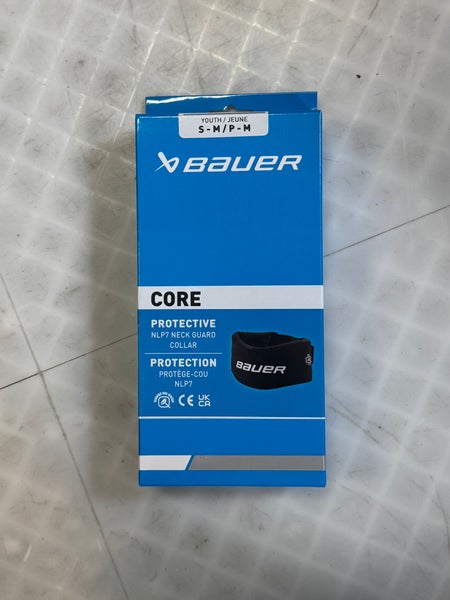 YOUTH / JEUNE
S - M / P - M
BAUER
CORE
PROTECTIVE
NLP7 NECK GUARD
COLLAR
PROTECTION
PROTÈGE-COU
NLP7
BAUER
CE UK
CA